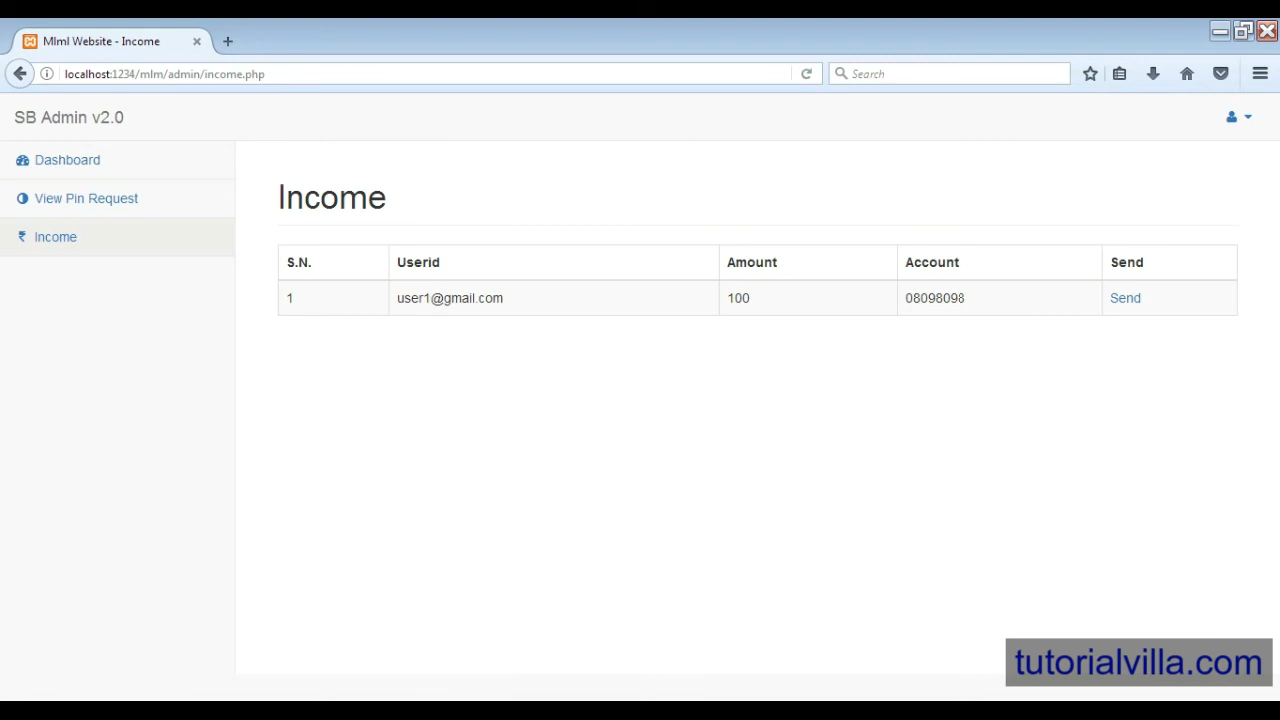 Mlml Website - Income
localhost:1234/mlm/admin/income.php
Search
SB Admin v2.0
Dashboard
View Pin Request
Income
Income
S.N. Userid Amount Account Send
1 user1@gmail.com 100 08098098 Send
tutorialvilla.com